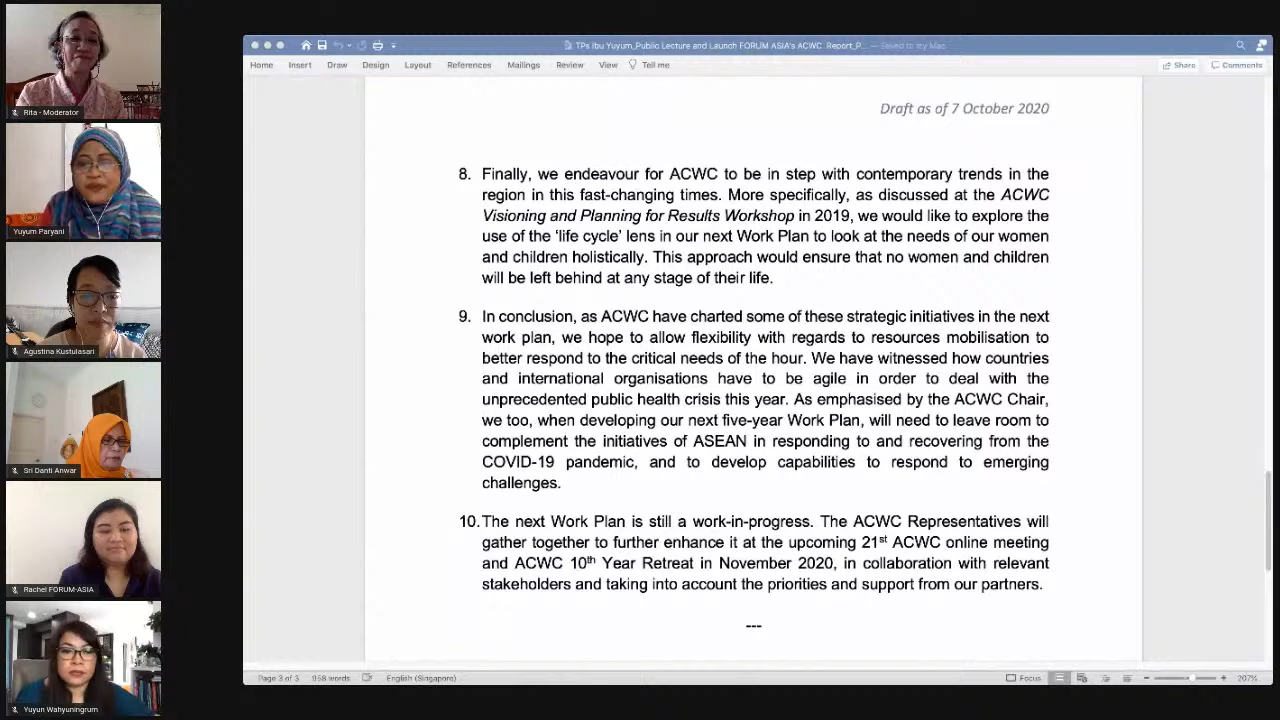 Rita - Moderator
Yuyum Paryani
Agustina Kustulasari
Sri Danti Anwar
Rachel FORUM-ASIA
Yuyun Wahyuningrum
TPs Ibu Yuyum_Public Lecture and Launch FORUM ASIA's ACWC Report_P... — Saved to my Mac
Home Insert Draw Design Layout References Mailings Review View Tell me Share Comments
Draft as of 7 October 2020
8. Finally, we endeavour for ACWC to be in step with contemporary trends in the
region in this fast-changing times. More specifically, as discussed at the ACWC
Visioning and Planning for Results Workshop in 2019, we would like to explore the
use of the ‘life cycle’ lens in our next Work Plan to look at the needs of our women
and children holistically. This approach would ensure that no women and children
will be left behind at any stage of their life.
9. In conclusion, as ACWC have charted some of these strategic initiatives in the next
work plan, we hope to allow flexibility with regards to resources mobilisation to
better respond to the critical needs of the hour. We have witnessed how countries
and international organisations have to be agile in order to deal with the
unprecedented public health crisis this year. As emphasised by the ACWC Chair,
we too, when developing our next five-year Work Plan, will need to leave room to
complement the initiatives of ASEAN in responding to and recovering from the
COVID-19 pandemic, and to develop capabilities to respond to emerging
challenges.
10. The next Work Plan is still a work-in-progress. The ACWC Representatives will
gather together to further enhance it at the upcoming 21st ACWC online meeting
and ACWC 10th Year Retreat in November 2020, in collaboration with relevant
stakeholders and taking into account the priorities and support from our partners.
---
Page 3 of 3 958 words English (Singapore) Focus 207%